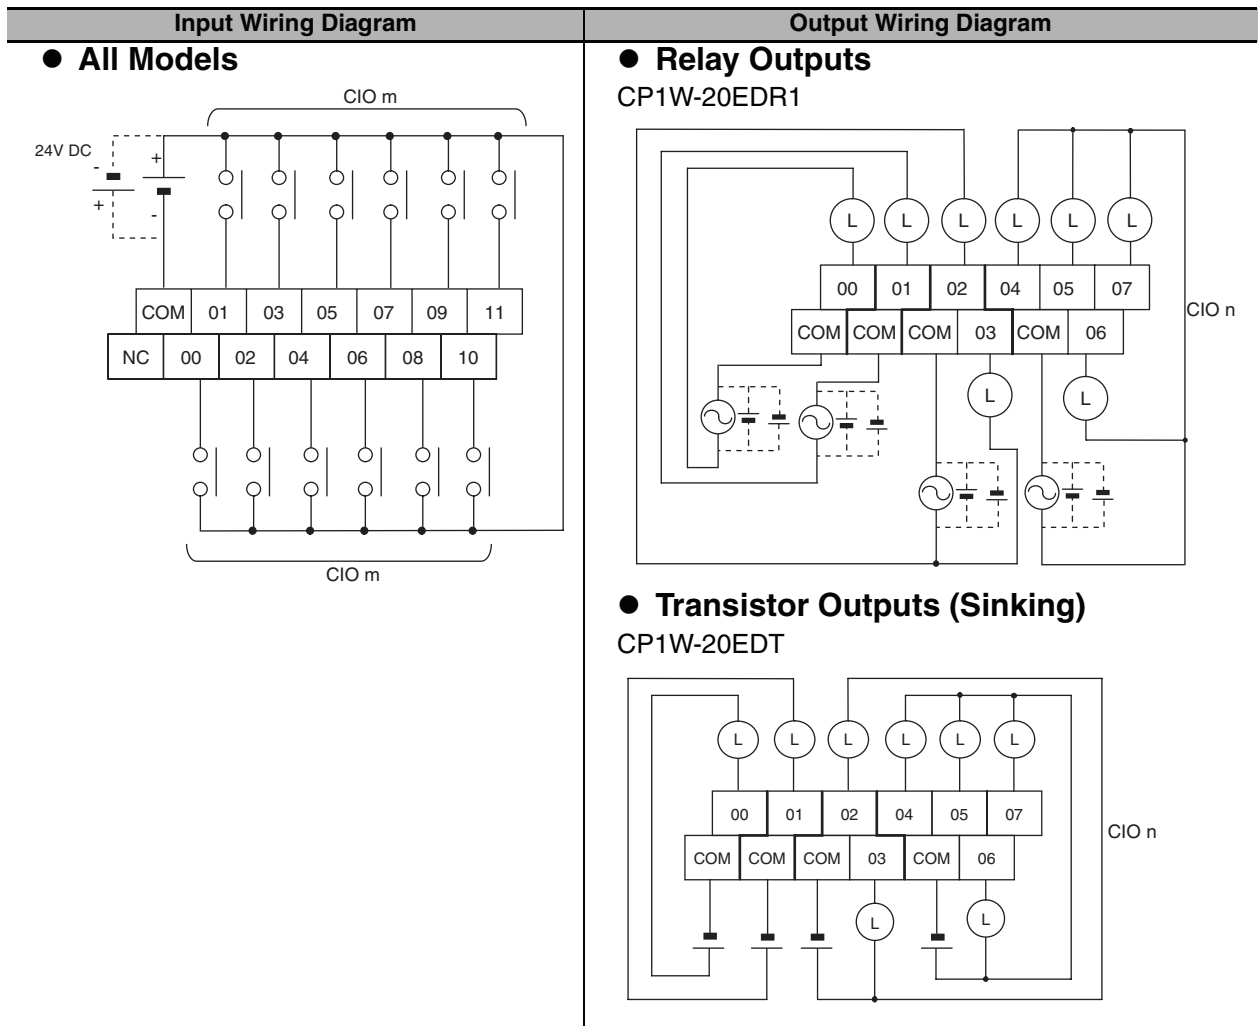 Input Wiring Diagram
Output Wiring Diagram
● All Models
CIO m
24V DC
- +
+ -
COM 01 03 05 07 09 11
NC 00 02 04 06 08 10
CIO m
● Relay Outputs
CP1W-20EDR1
L L L L L L
00 01 02 04 05 07
CIO n
COM COM COM 03 COM 06
L L
● Transistor Outputs (Sinking)
CP1W-20EDT
L L L L L L
00 01 02 04 05 07
CIO n
COM COM COM 03 COM 06
L L